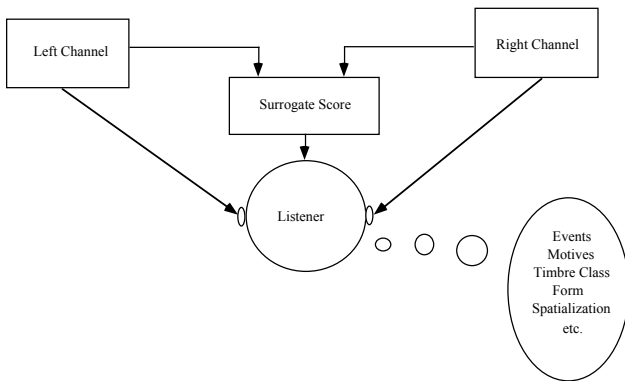 Left Channel
Right Channel
Surrogate Score
Listener
Events
Motives
Timbre Class
Form
Spatialization
etc.